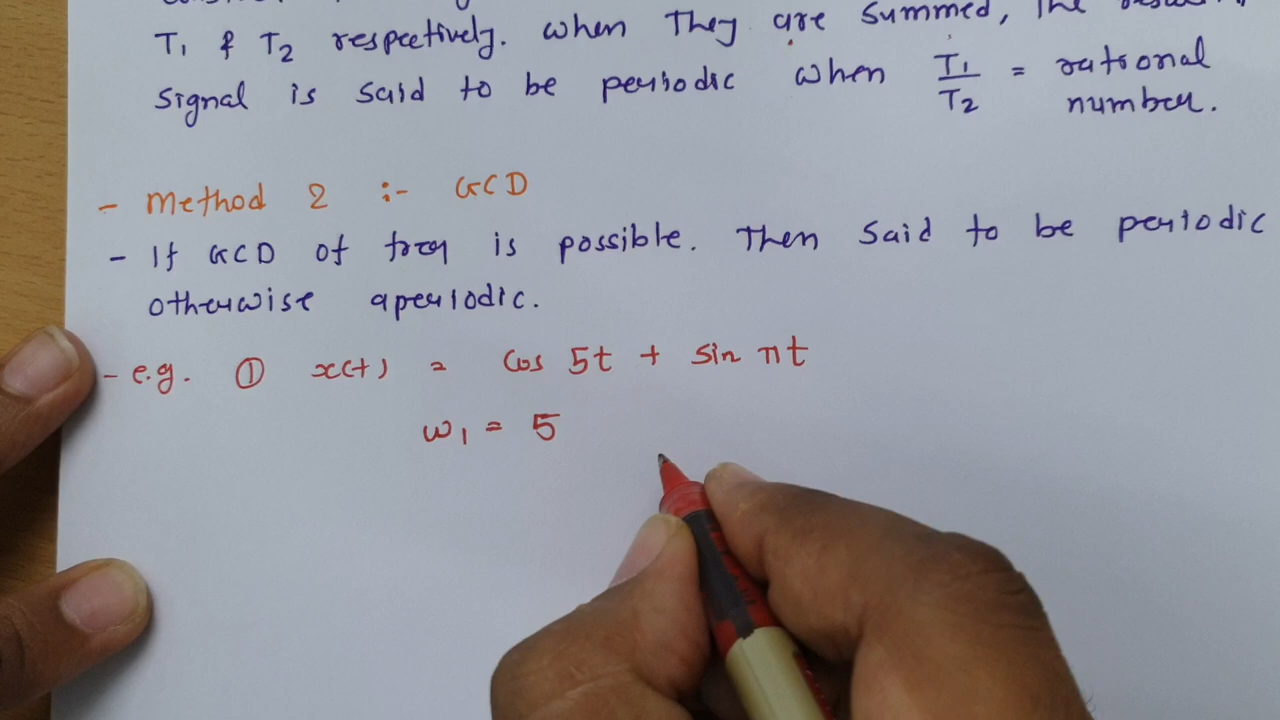 T₁ & T₂ respectively. when they are summed, The
signal is said to be periodic when T₁/T₂ = rational number.
- Method 2 :- GCD
- If GCD of freq is possible. Then said to be periodic
otherwise aperiodic.
- e.g. ① x(t) = cos 5t + sin πt
ω₁ = 5